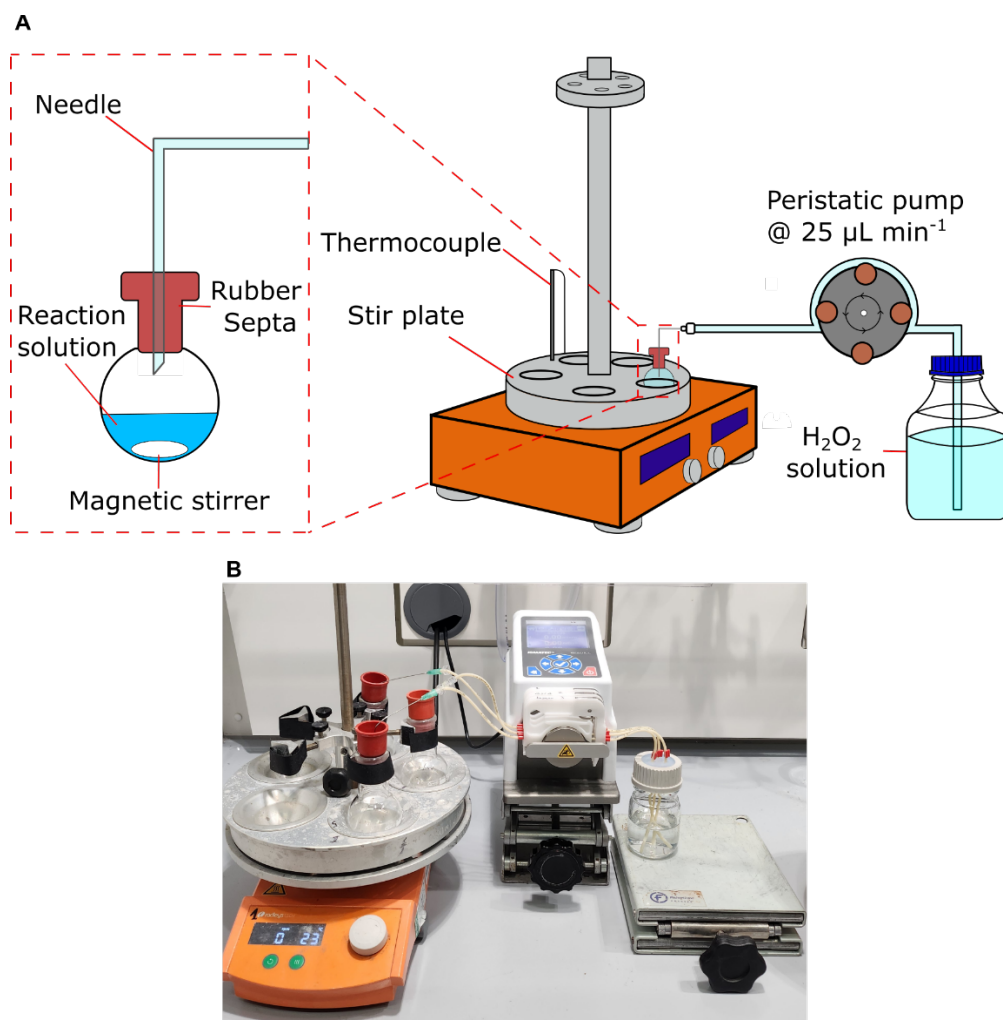 A
Needle
Thermocouple
Peristatic pump
@ 25 µL min⁻¹
Rubber
Septa
Reaction
solution
Stir plate
H₂O₂
solution
Magnetic stirrer
B
0 23